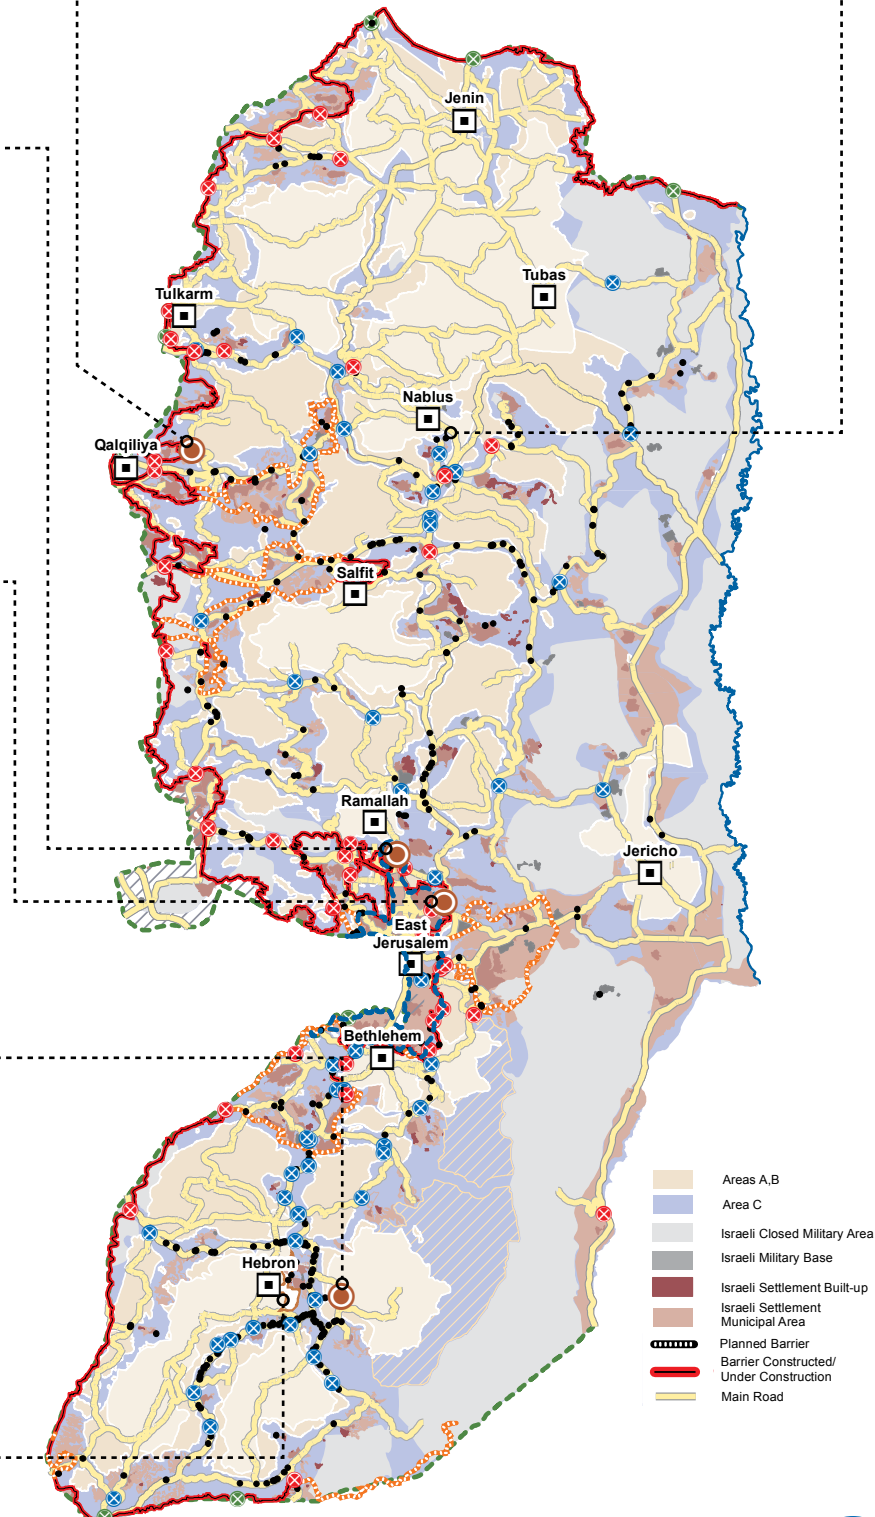 Jenin
Tubas
Tulkarm
Nablus
Qalqiliya
Salfit
Ramallah
Jericho
East
Jerusalem
Bethlehem
Hebron
Areas A,B
Area C
Israeli Closed Military Area
Israeli Military Base
Israeli Settlement Built-up
Israeli Settlement
Municipal Area
Planned Barrier
Barrier Constructed/
Under Construction
Main Road